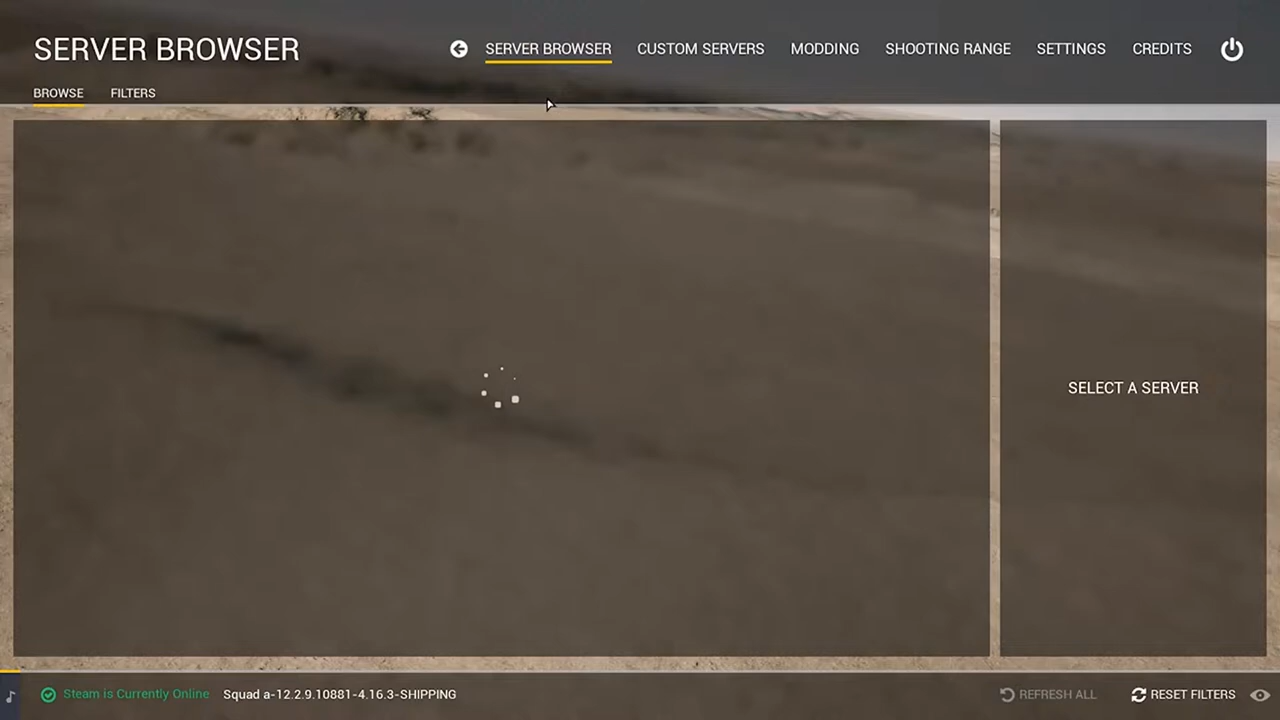 SERVER BROWSER
SERVER BROWSER CUSTOM SERVERS MODDING SHOOTING RANGE SETTINGS CREDITS
BROWSE FILTERS
SELECT A SERVER
Steam is Currently Online Squad a-12.2.9.10881-4.16.3-SHIPPING REFRESH ALL RESET FILTERS